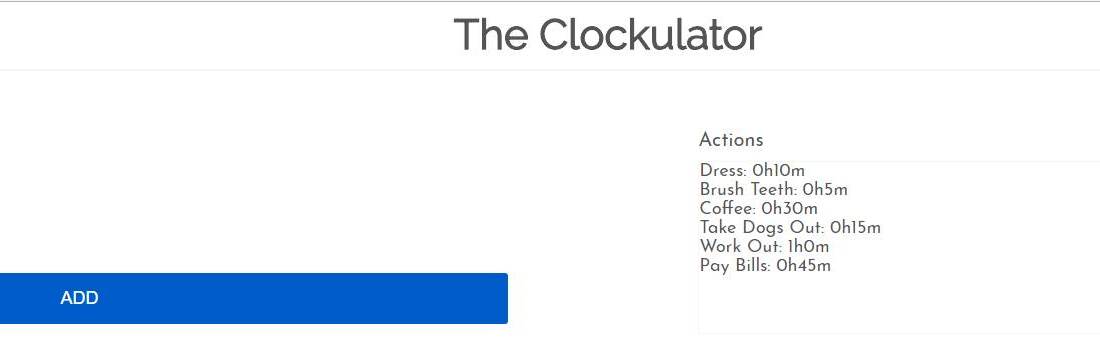 The Clockulator
Actions
Dress: 0h10m
Brush Teeth: 0h5m
Coffee: 0h30m
Take Dogs Out: 0h15m
Work Out: 1h0m
Pay Bills: 0h45m
ADD